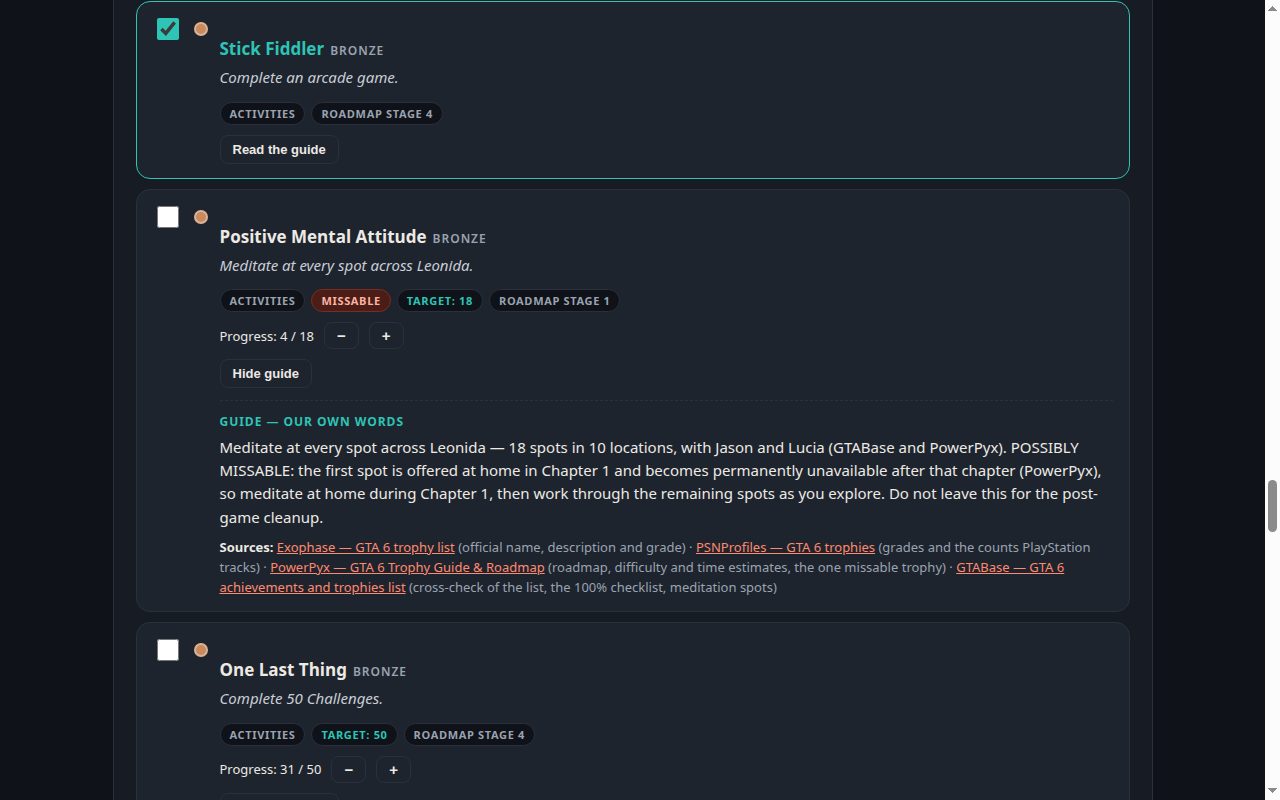 Stick Fiddler BRONZE
Complete an arcade game.
ACTIVITIES ROADMAP STAGE 4
Read the guide
Positive Mental Attitude BRONZE
Meditate at every spot across Leonida.
ACTIVITIES MISSABLE TARGET: 18 ROADMAP STAGE 1
Progress: 4 / 18 − +
Hide guide
GUIDE — OUR OWN WORDS
Meditate at every spot across Leonida — 18 spots in 10 locations, with Jason and Lucia (GTABase and PowerPyx). POSSIBLY
MISSABLE: the first spot is offered at home in Chapter 1 and becomes permanently unavailable after that chapter (PowerPyx),
so meditate at home during Chapter 1, then work through the remaining spots as you explore. Do not leave this for the post-
game cleanup.
Sources: Exophase — GTA 6 trophy list (official name, description and grade) · PSNProfiles — GTA 6 trophies (grades and the counts PlayStation
tracks) · PowerPyx — GTA 6 Trophy Guide & Roadmap (roadmap, difficulty and time estimates, the one missable trophy) · GTABase — GTA 6
achievements and trophies list (cross-check of the list, the 100% checklist, meditation spots)
One Last Thing BRONZE
Complete 50 Challenges.
ACTIVITIES TARGET: 50 ROADMAP STAGE 4
Progress: 31 / 50 − +